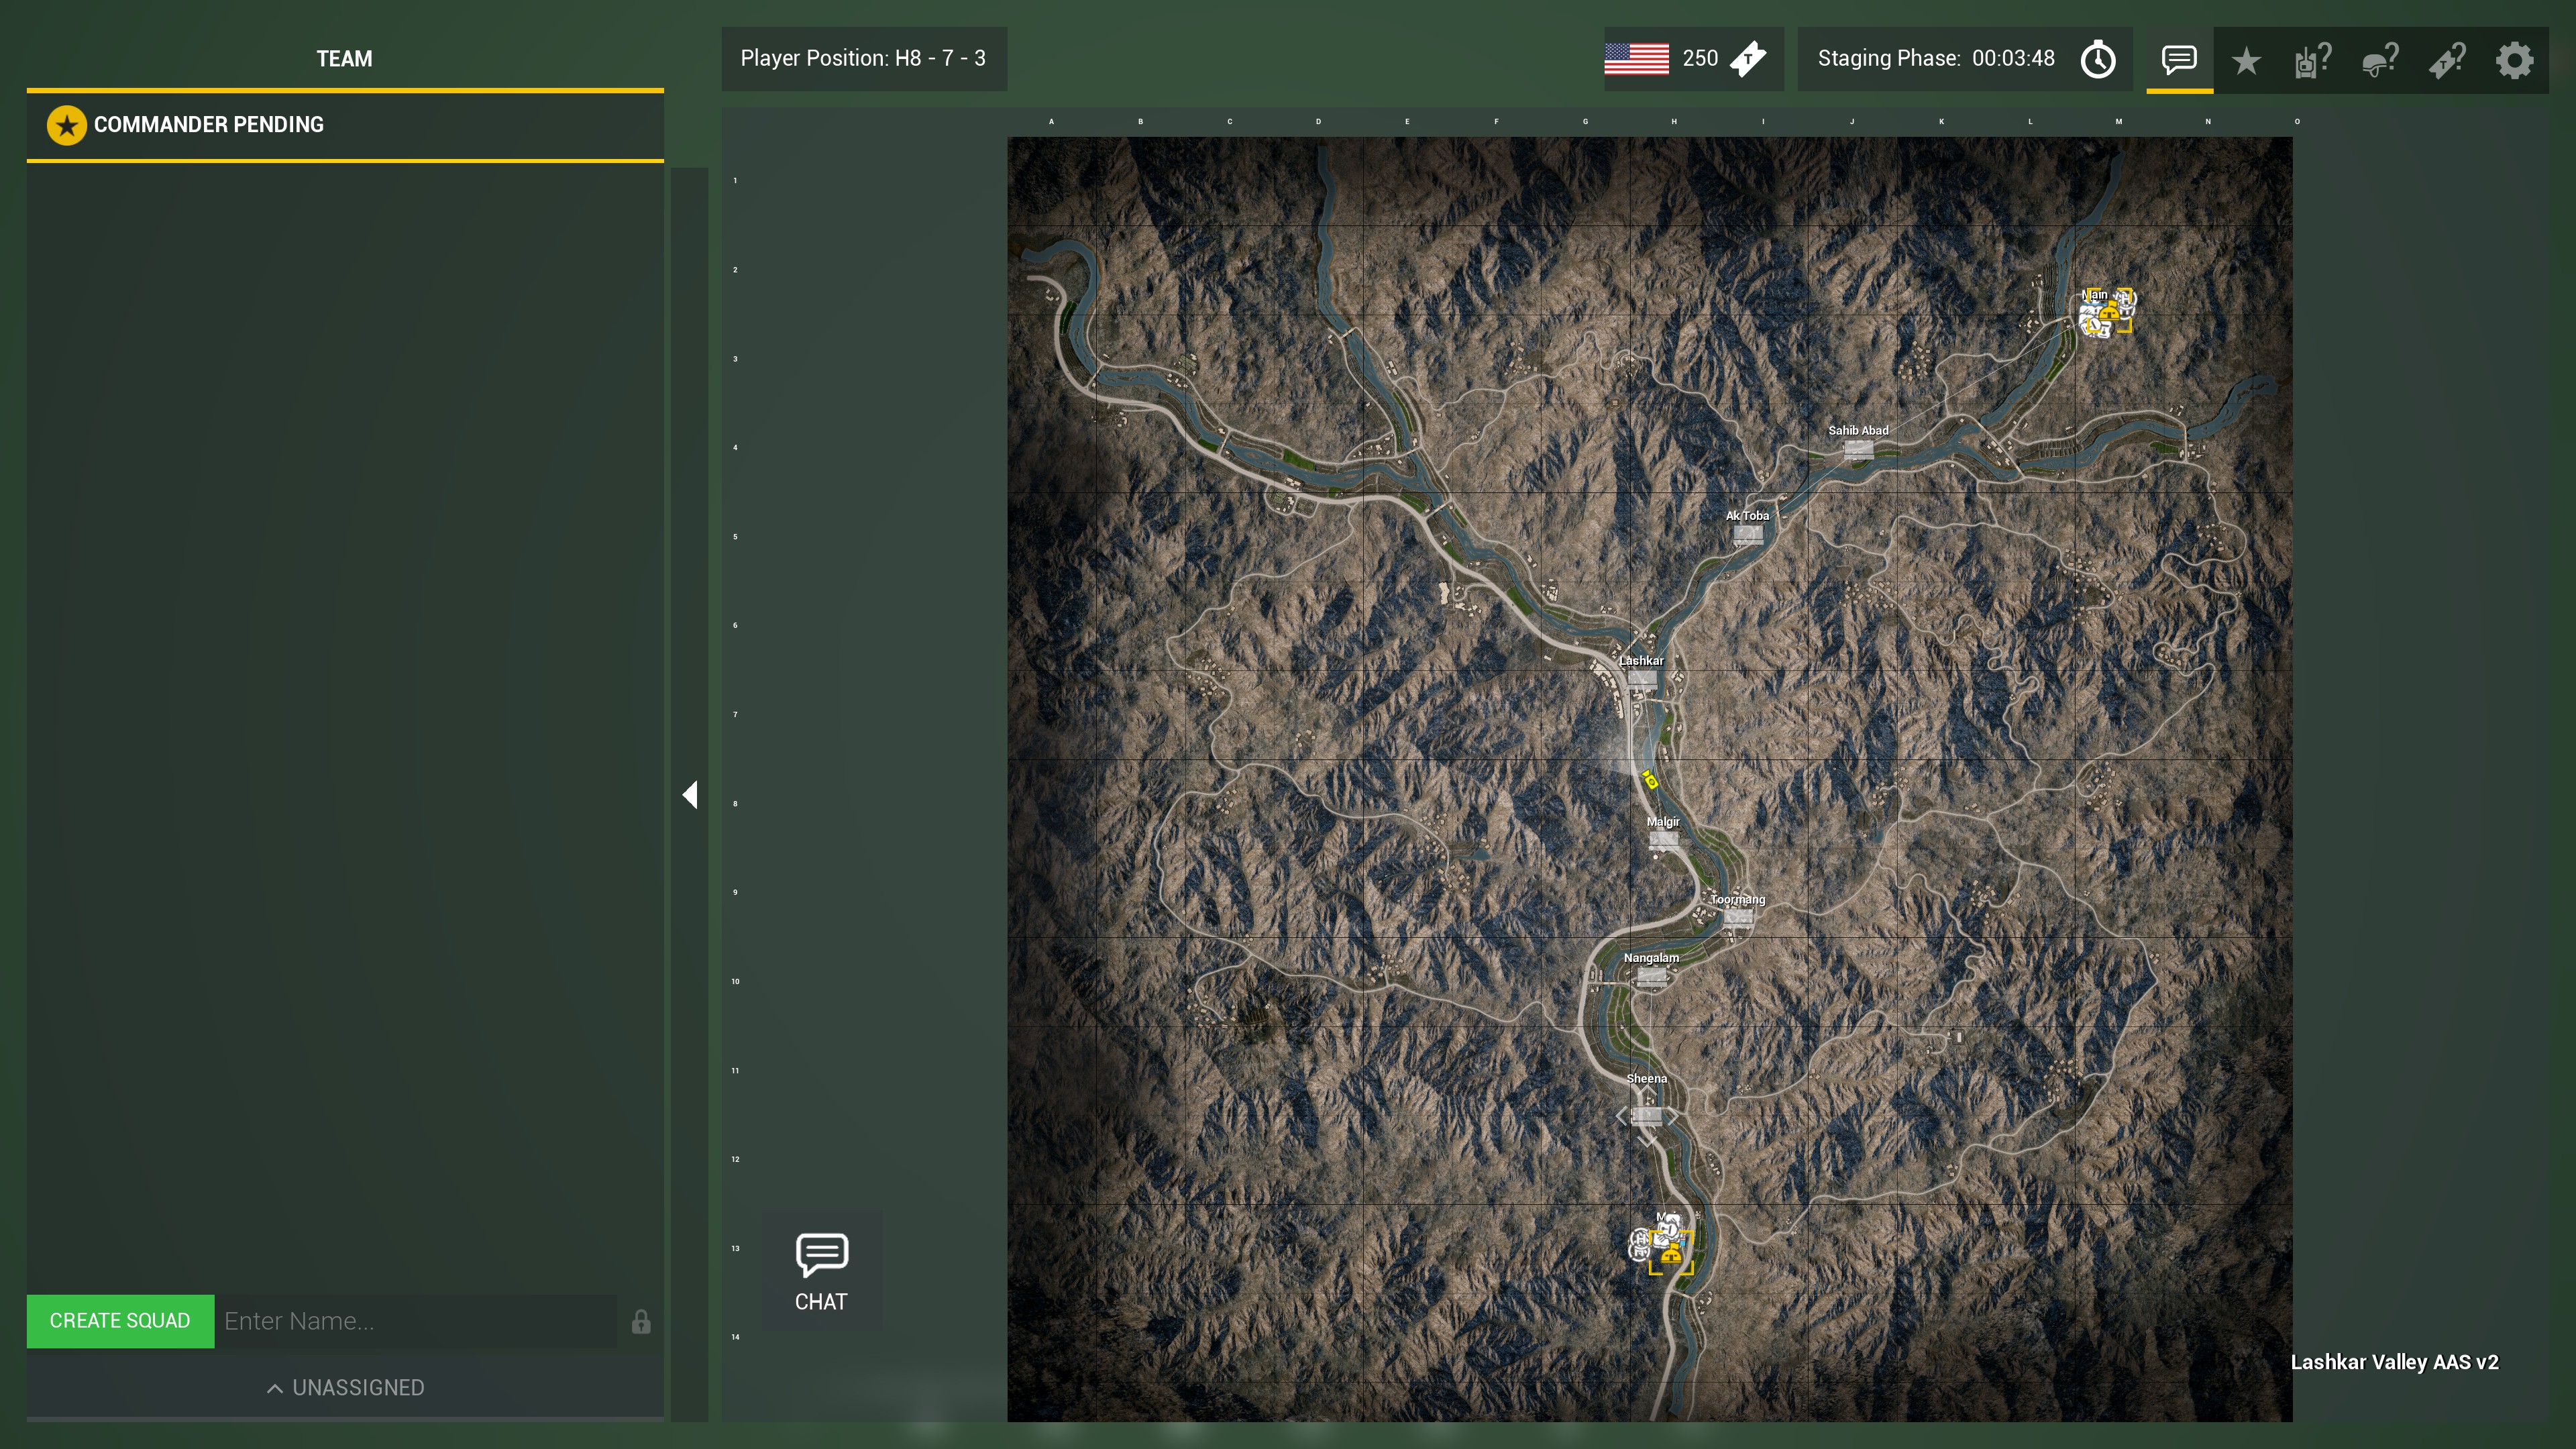 TEAM
Player Position: H8 - 7 - 3
250
T
Staging Phase: 00:03:48
? ? T?
COMMANDER PENDING
A B C D E F G H I J K L M N O
1
2
Main
3
4
Sahib Abad
5
Ak Toba
6
Lashkar
7
8
Malgir
9
Toormang
10
Nangalam
11
Sheena
12
13
14
CHAT
CREATE SQUAD
Enter Name...
UNASSIGNED
Lashkar Valley AAS v2